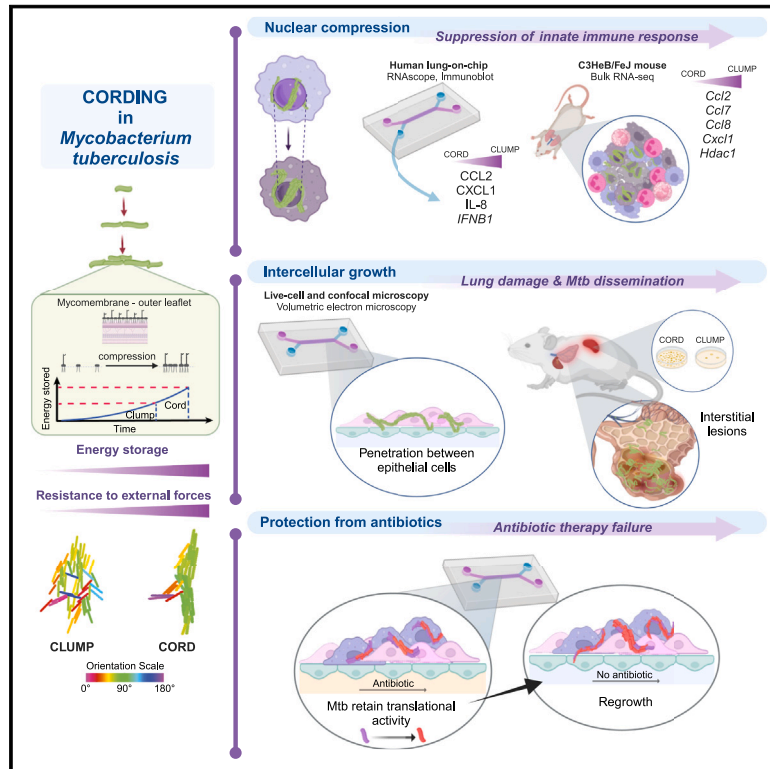 CORDING
in
Mycobacterium
tuberculosis
Mycomembrane - outer leaflet
compression
Energy stored
Cord
Clump
Time
Energy storage
Resistance to external forces
CLUMP
CORD
Orientation Scale
0° 90° 180°
Nuclear compression
Suppression of innate immune response
Human lung-on-chip
RNAscope, Immunoblot
CORD CLUMP
CCL2
CXCL1
IL-8
IFNB1
C3HeB/FeJ mouse
Bulk RNA-seq
CORD CLUMP
Ccl2
Ccl7
Ccl8
Cxcl1
Hdac1
Intercellular growth
Lung damage & Mtb dissemination
Live-cell and confocal microscopy
Volumetric electron microscopy
Penetration between
epithelial cells
CORD CLUMP
Interstitial
lesions
Protection from antibiotics
Antibiotic therapy failure
Antibiotic
Mtb retain translational
activity
No antibiotic
Regrowth